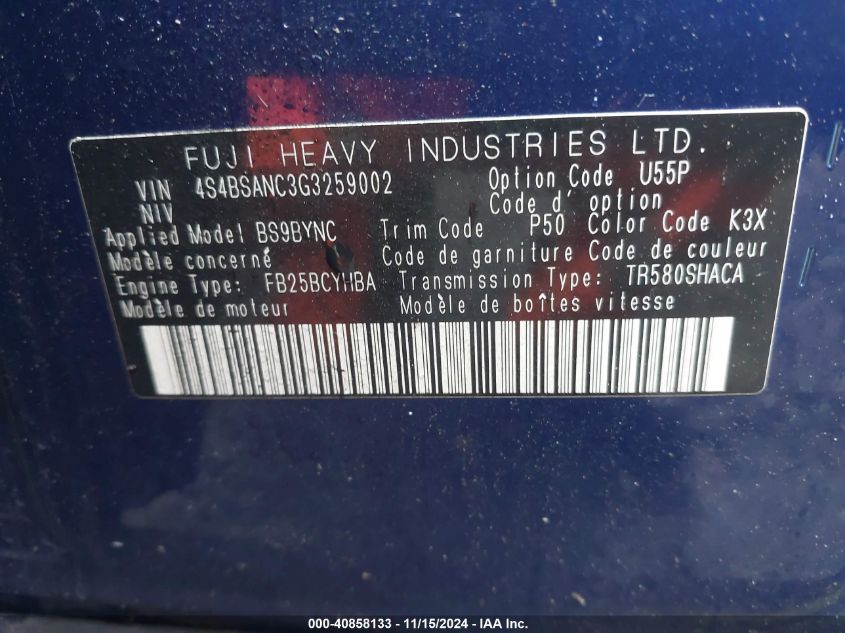 FUJI HEAVY INDUSTRIES LTD.
VIN 4S4BSANC3G3259002 Option Code U55P
NIV Code d' option
Applied Model BS9BYNC Trim Code P50 Color Code K3X
Modèle concerné Code de garniture Code de couleur
Engine Type: FB25BCYHBA Transmission Type: TR580SHACA
Modèle de moteur Modèle de boîtes vitesse
000-40858133 - 11/15/2024 - IAA Inc.